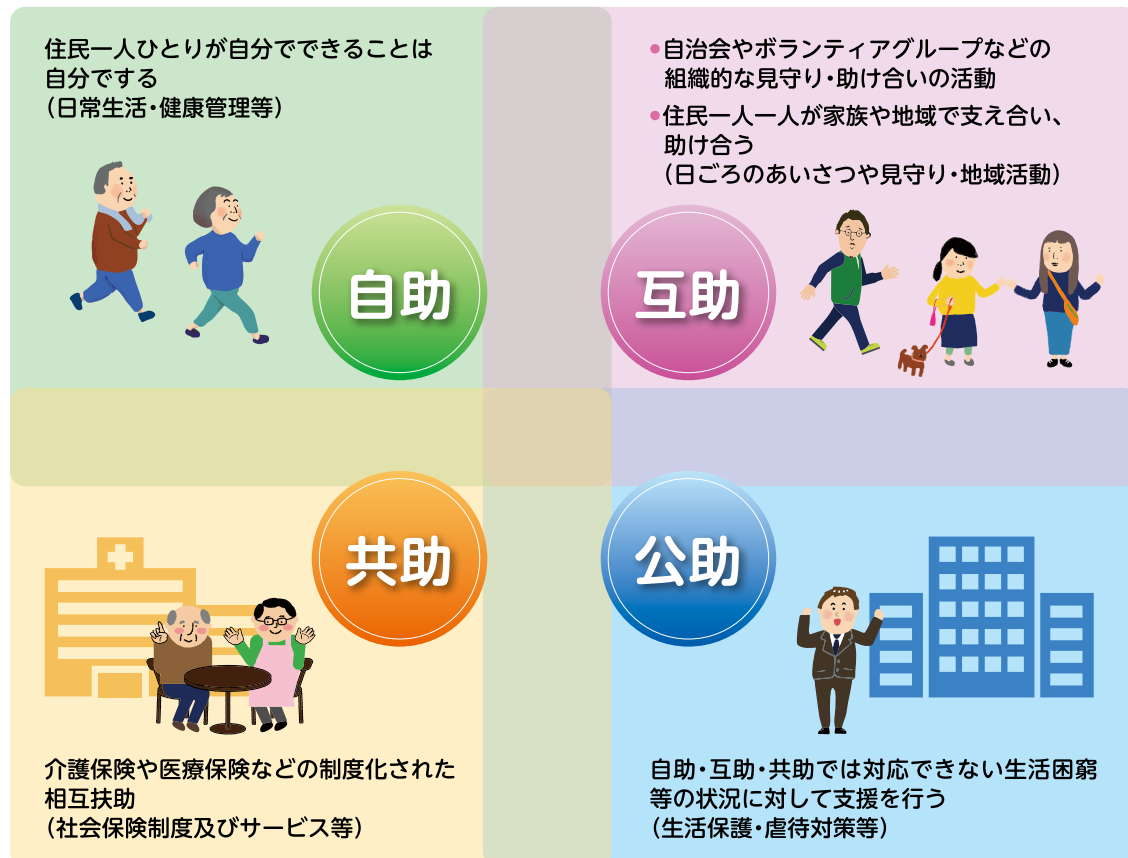 住民一人ひとりが自分でできることは
自分でする
（日常生活・健康管理等）
自助
•自治会やボランティアグループなどの
組織的な見守り・助け合いの活動
•住民一人一人が家族や地域で支え合い、
助け合う
（日ごろのあいさつや見守り・地域活動）
互助
共助
介護保険や医療保険などの制度化された
相互扶助
（社会保険制度及びサービス等）
公助
自助・互助・共助では対応できない生活困窮
等の状況に対して支援を行う
（生活保護・虐待対策等）